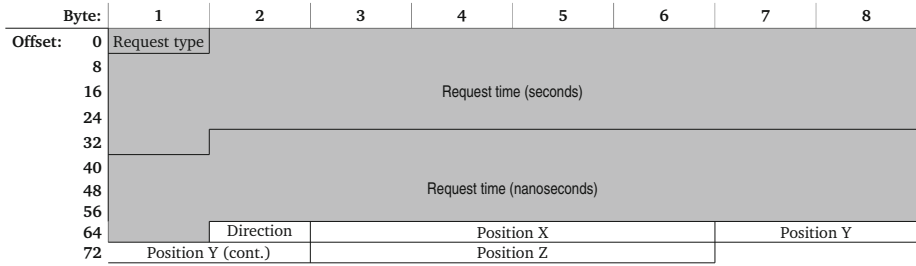 Byte: 1 2 3 4 5 6 7 8
Offset: 0 Request type
8
16 Request time (seconds)
24
32
40
48 Request time (nanoseconds)
56
64 Direction Position X Position Y
72 Position Y (cont.) Position Z